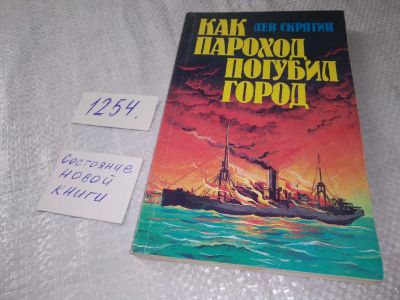 1254.
Состояние
новой
книги
Лев Скрягин
КАК
ПАРОХОД
ПОГУБИЛ
ГОРОД